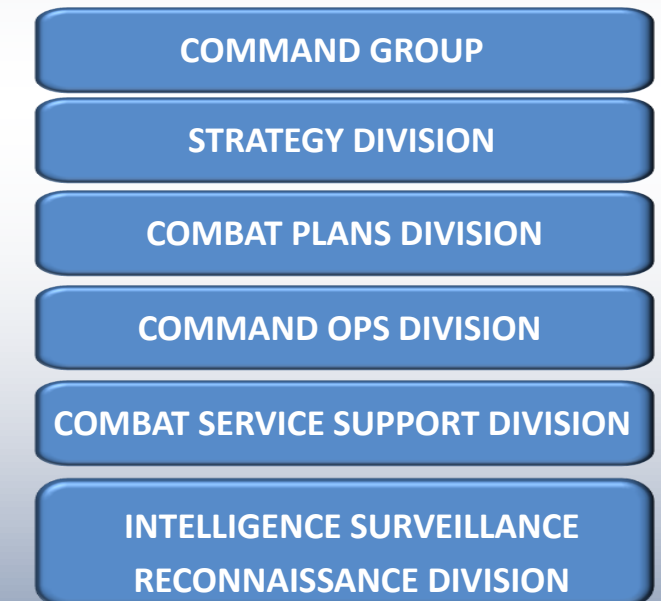 COMMAND GROUP
STRATEGY DIVISION
COMBAT PLANS DIVISION
COMMAND OPS DIVISION
COMBAT SERVICE SUPPORT DIVISION
INTELLIGENCE SURVEILLANCE
RECONNAISSANCE DIVISION